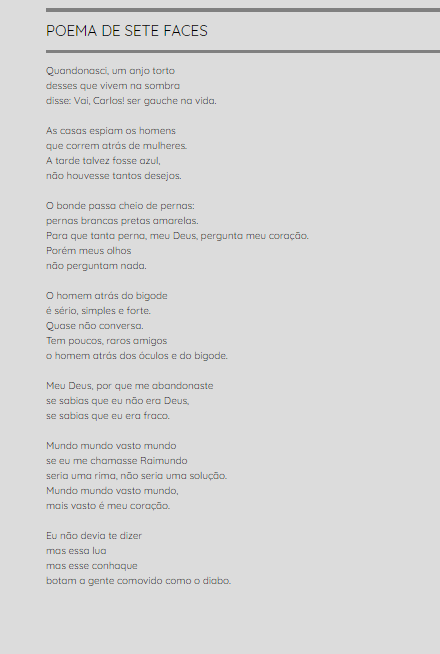 POEMA DE SETE FACES
Quandonasci, um anjo torto
desses que vivem na sombra
disse: Vai, Carlos! ser gauche na vida.
As casas espiam os homens
que correm atrás de mulheres.
A tarde talvez fosse azul,
não houvesse tantos desejos.
O bonde passa cheio de pernas:
pernas brancas pretas amarelas.
Para que tanta perna, meu Deus, pergunta meu coração.
Porém meus olhos
não perguntam nada.
O homem atrás do bigode
é sério, simples e forte.
Quase não conversa.
Tem poucos, raros amigos
o homem atrás dos óculos e do bigode.
Meu Deus, por que me abandonaste
se sabias que eu não era Deus,
se sabias que eu era fraco.
Mundo mundo vasto mundo
se eu me chamasse Raimundo
seria uma rima, não seria uma solução.
Mundo mundo vasto mundo,
mais vasto é meu coração.
Eu não devia te dizer
mas essa lua
mas esse conhaque
botam a gente comovido como o diabo.